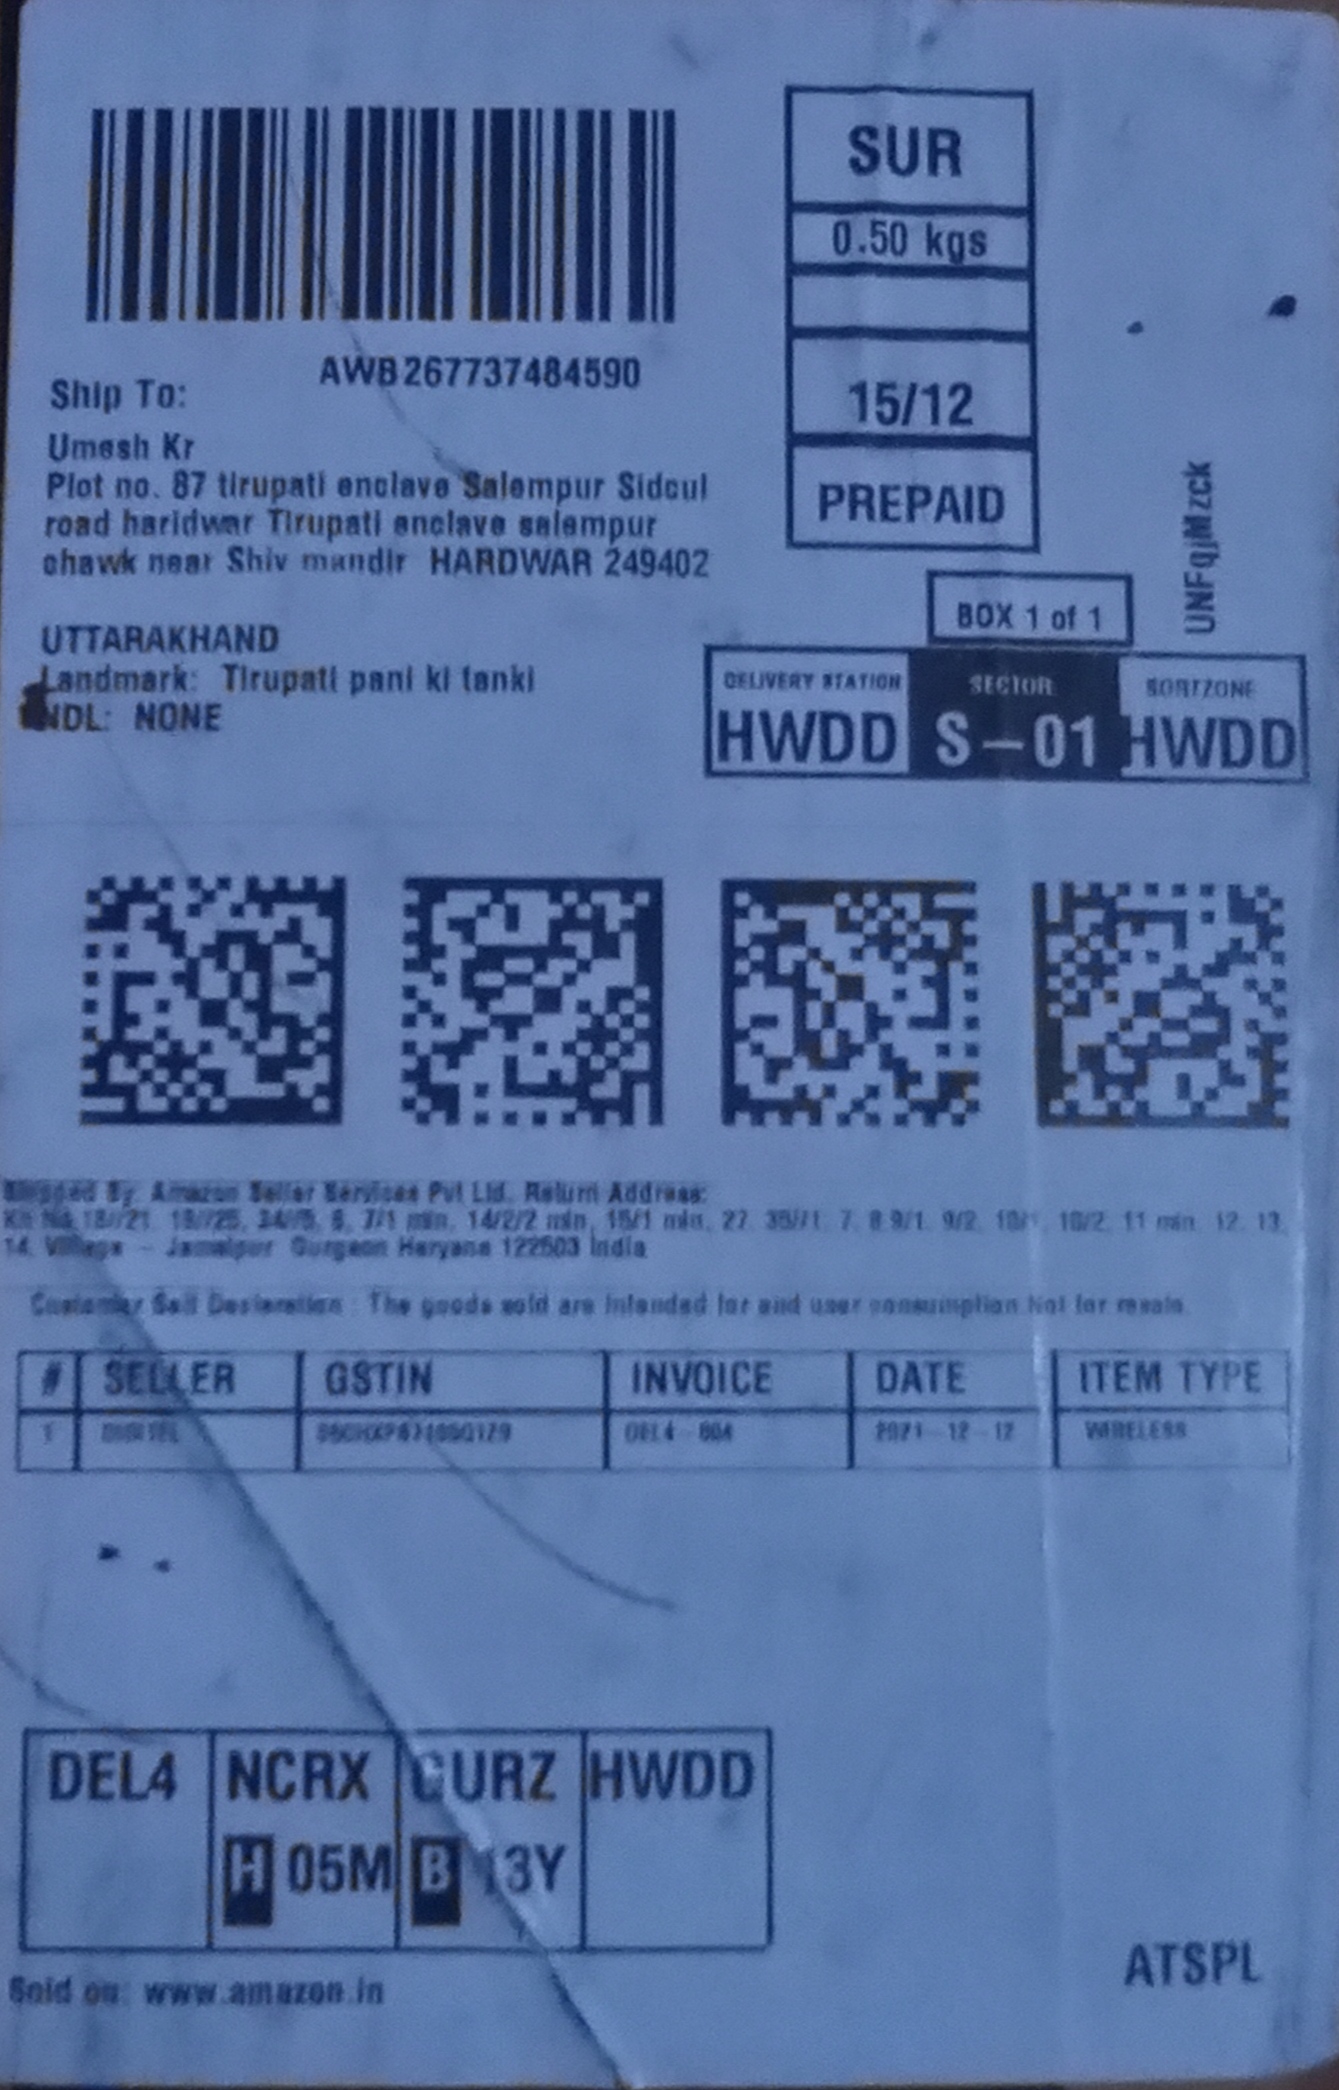 SUR
0.50 kgs
15/12
PREPAID
AWB267737484590
Ship To:
Umesh Kr
Plot no. 87 tirupati enclave Salempur Sidcul
road haridwar Tirupati enclave salempur
chawk near Shiv mandir HARDWAR 249402
UTTARAKHAND
Landmark: Tirupati pani ki tanki
NDL: NONE
UNFqjMzck
BOX 1 of 1
DELIVERY STATION SECTOR SORTZONE
HWDD S-01 HWDD
Shipped By: Amazon Seller Services Pvt Ltd. Return Address:
14, Village - Jamalpur Gurgaon Haryana 122503 India
Customer Self Declaration : The goods sold are intended for end user consumption Not for resale.
# SELLER GSTIN INVOICE DATE ITEM TYPE
1 2021-12-12 WIRELESS
DEL4 NCRX GURZ HWDD
H 05M B 13Y
ATSPL
Sold on: www.amazon.in